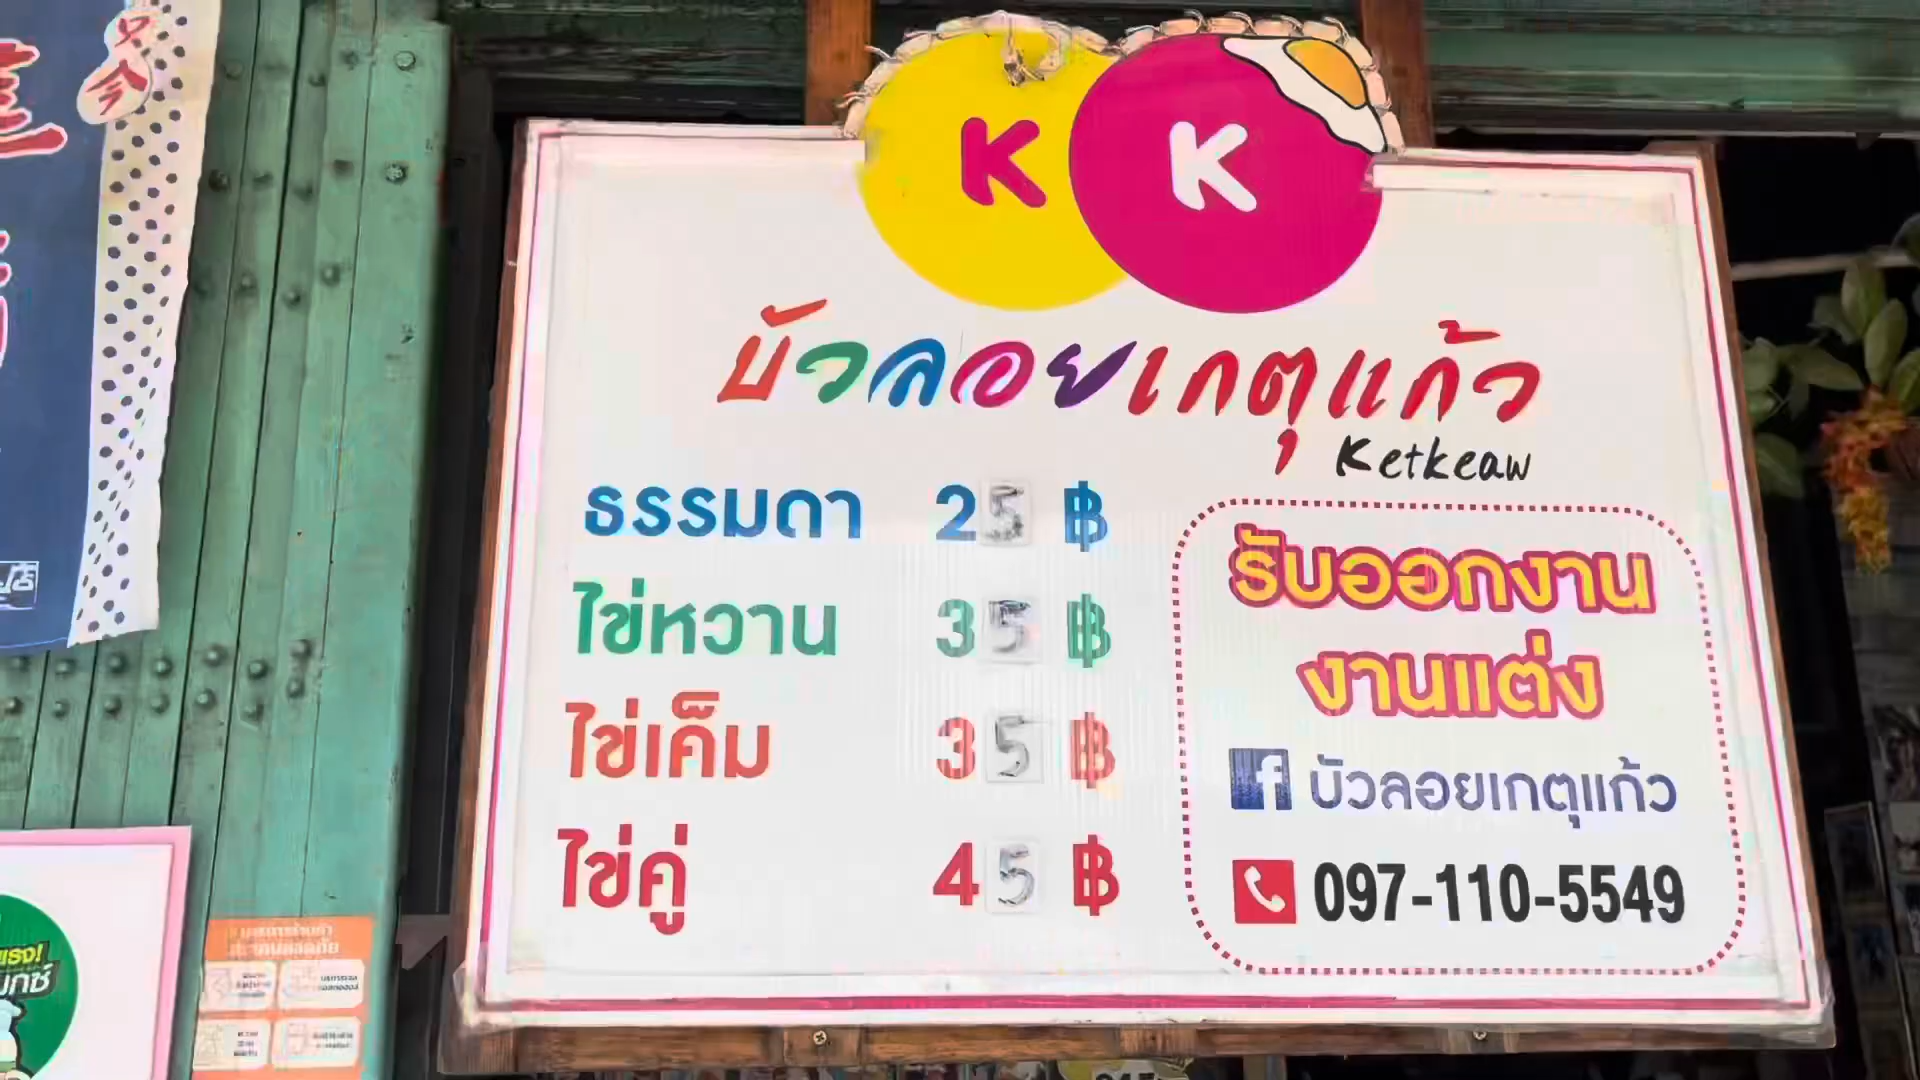 K K
บัวลอยเกตุแก้ว
Ketkeaw
ธรรมดา 25 ฿
ไข่หวาน 35 ฿
ไข่เค็ม 35 ฿
ไข่คู่ 45 ฿
รับออกงาน
งานแต่ง
บัวลอยเกตุแก้ว
097-110-5549